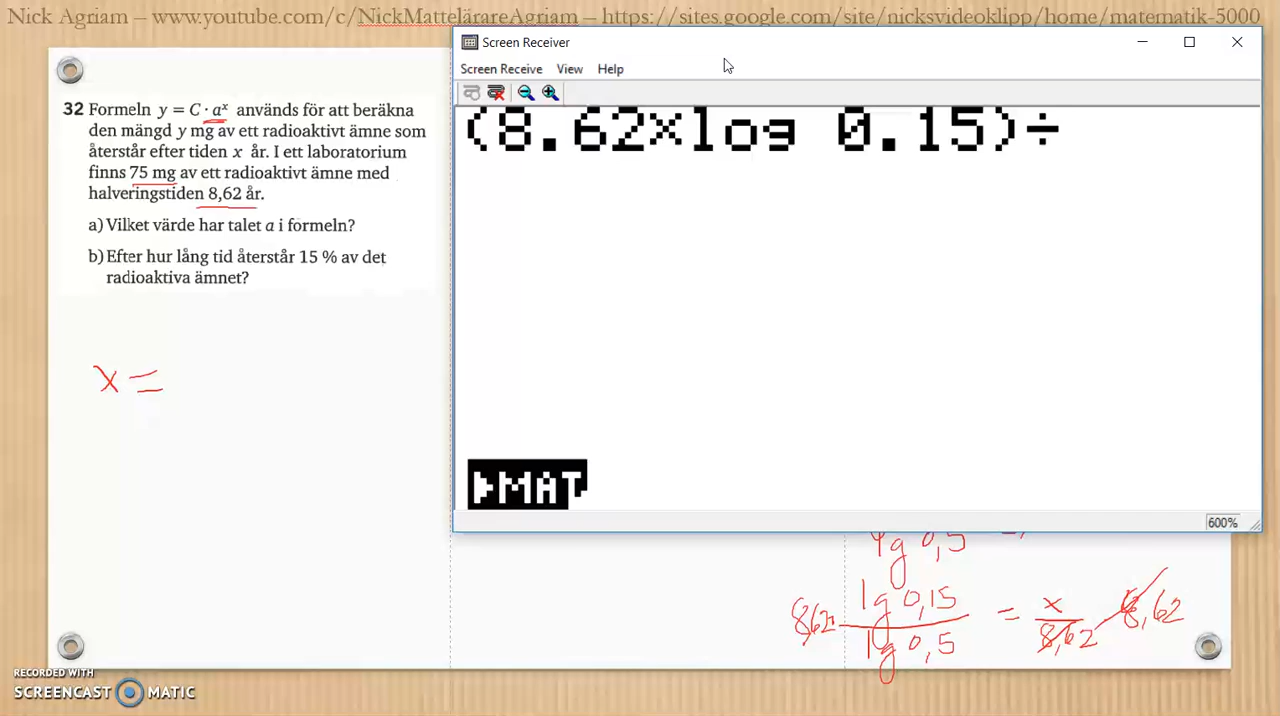 Nick Agriam – www.youtube.com/c/NickMattelärareAgriam – https://sites.google.com/site/nicksvideoklipp/home/matematik-5000
32 Formeln y = C · aˣ används för att beräkna
den mängd y mg av ett radioaktivt ämne som
återstår efter tiden x år. I ett laboratorium
finns 75 mg av ett radioaktivt ämne med
halveringstiden 8,62 år.
a) Vilket värde har talet a i formeln?
b) Efter hur lång tid återstår 15 % av det
radioaktiva ämnet?
x =
Screen Receiver
Screen Receive View Help
(8.62×log 0.15)÷
▶MAT
600%
lg 0,5
8,62· lg 0,15 / lg 0,5 = x / 8,62 · 8,62
RECORDED WITH
SCREENCAST MATIC